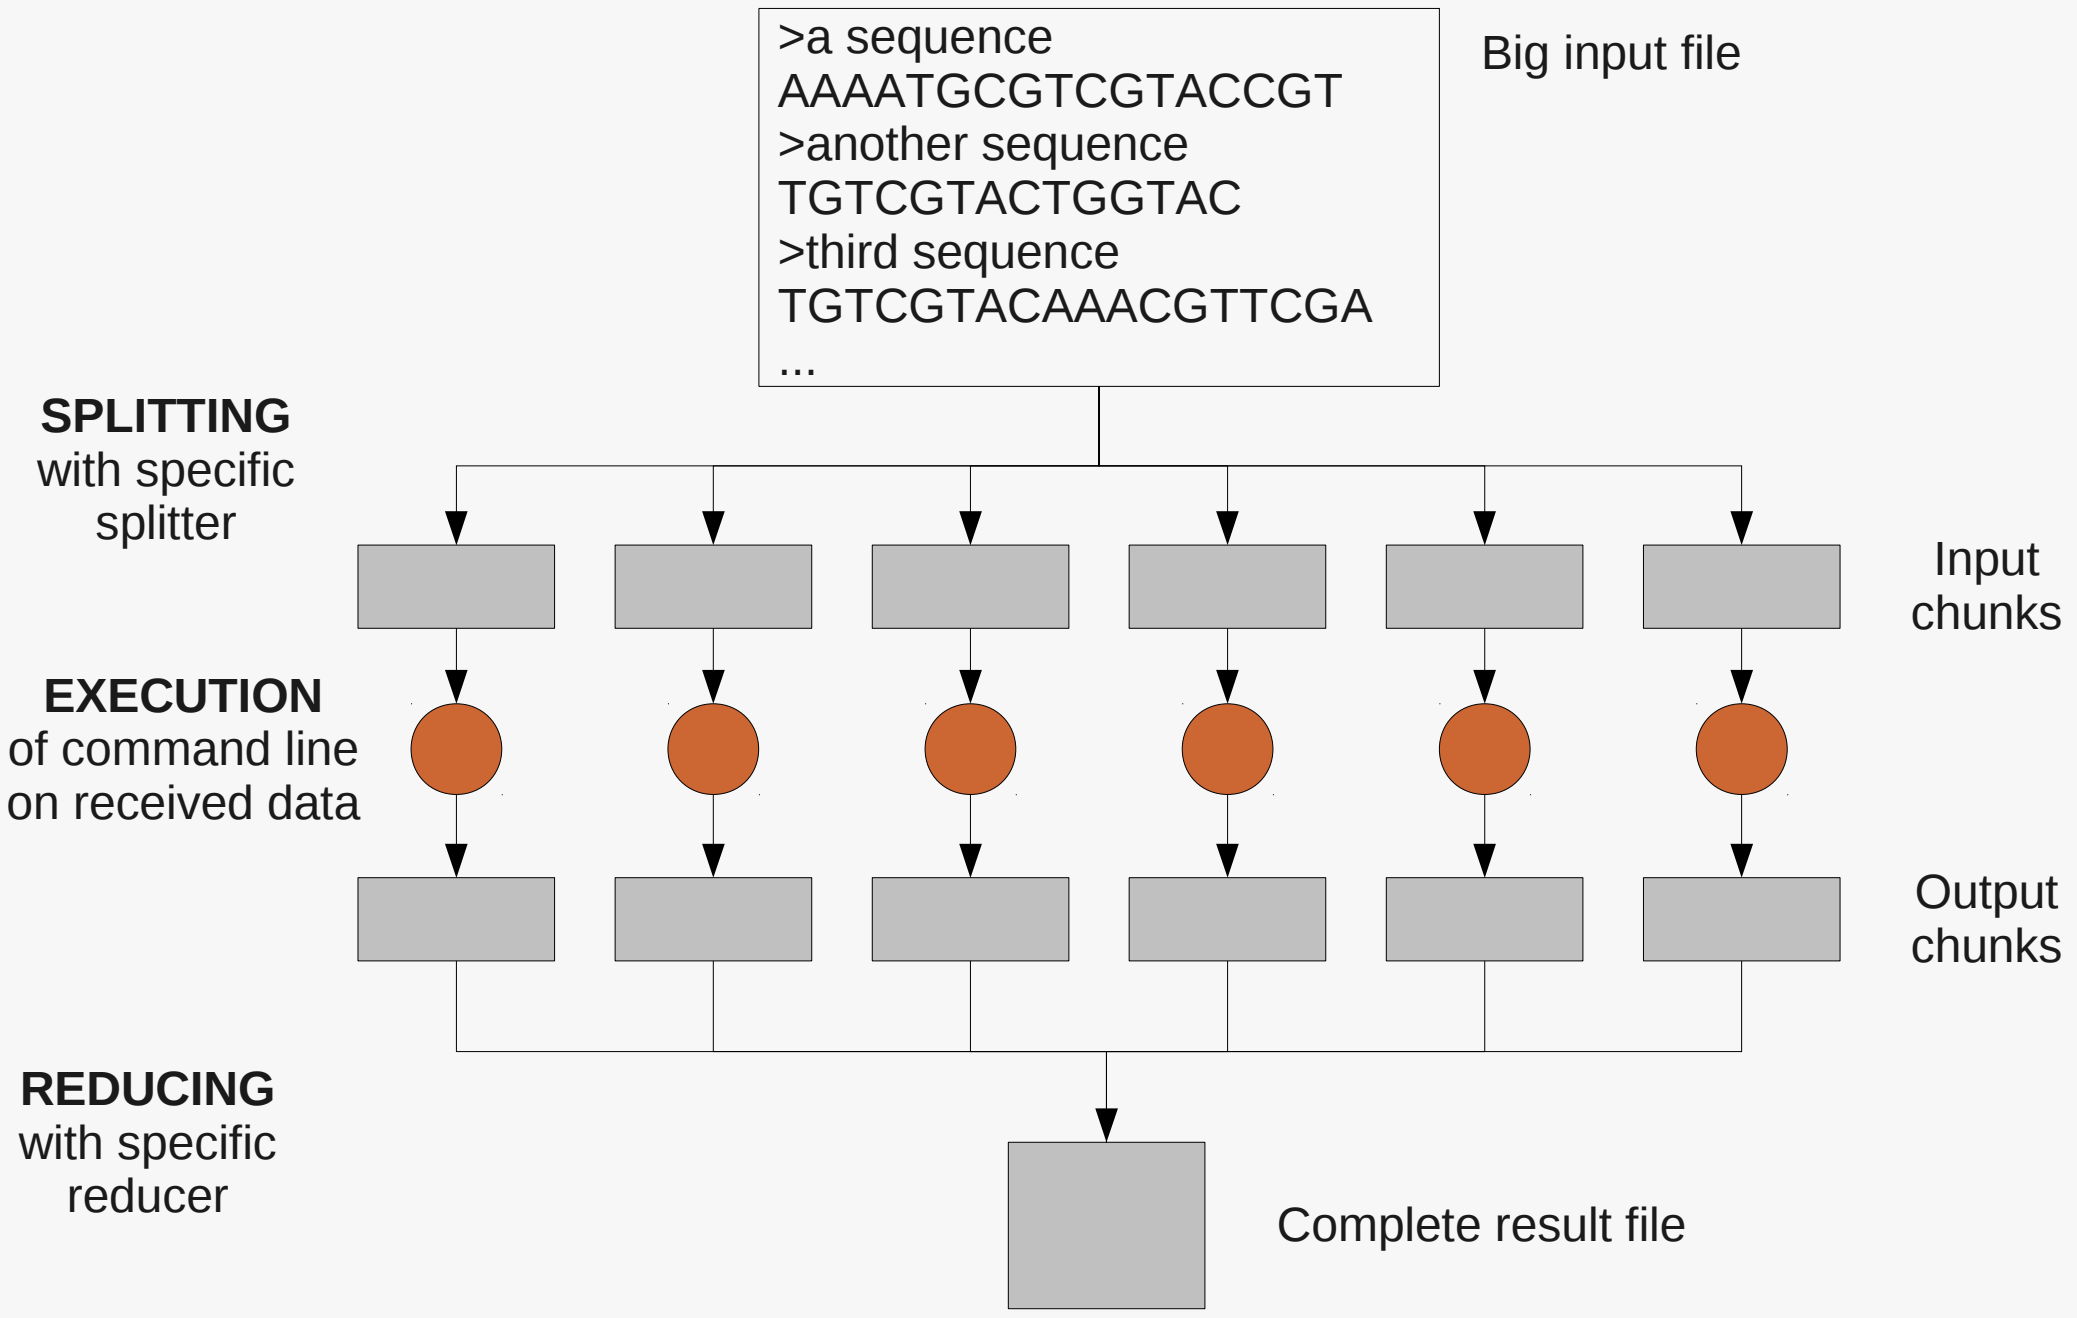 >a sequence
AAAATGCGTCGTACCGT
>another sequence
TGTCGTACTGGTAC
>third sequence
TGTCGTACAAACGTTCGA
...
Big input file
SPLITTING
with specific
splitter
Input
chunks
EXECUTION
of command line
on received data
Output
chunks
REDUCING
with specific
reducer
Complete result file